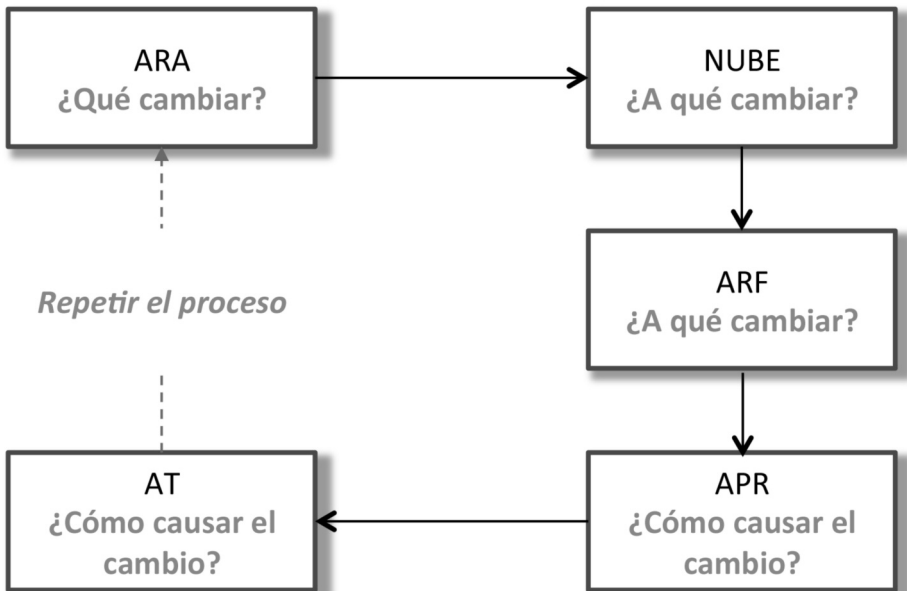 ARA
¿Qué cambiar?
NUBE
¿A qué cambiar?
ARF
¿A qué cambiar?
Repetir el proceso
AT
¿Cómo causar el
cambio?
APR
¿Cómo causar el
cambio?